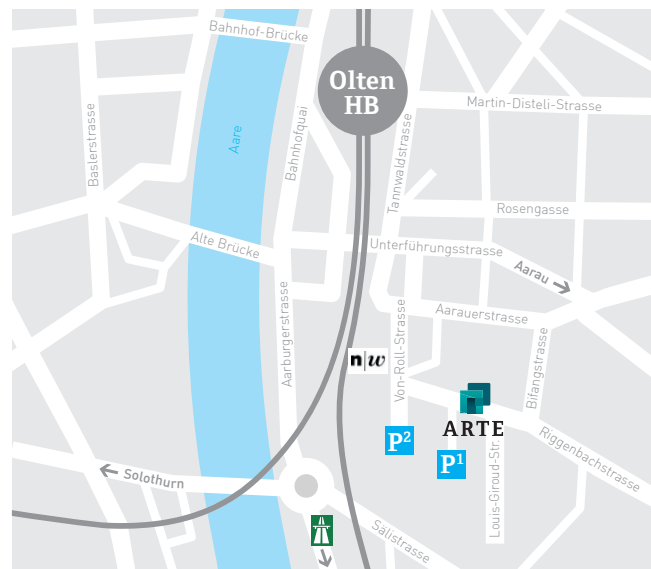 Bahnhof-Brücke
Olten
HB
Martin-Disteli-Strasse
Baslerstrasse
Aare
Bahnhofquai
Tannwaldstrasse
Rosengasse
Alte Brücke
Unterführungsstrasse
Aarau
Aarburgerstrasse
Von-Roll-Strasse
Aarauerstrasse
Bifangstrasse
n|w
ARTE
P2
P1
Louis-Giroud-Str.
Riggenbachstrasse
Solothurn
Sälistrasse